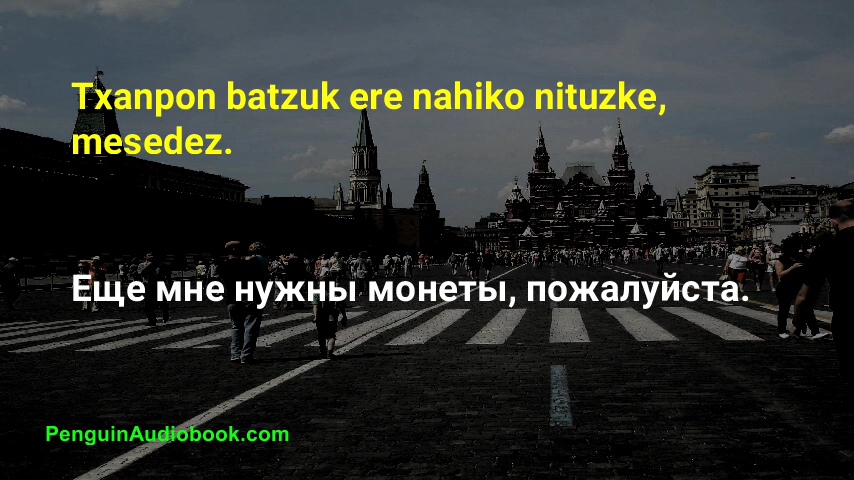 Txanpon batzuk ere nahiko nituzke,
mesedez.
Еще мне нужны монеты, пожалуйста.
PenguinAudiobook.com